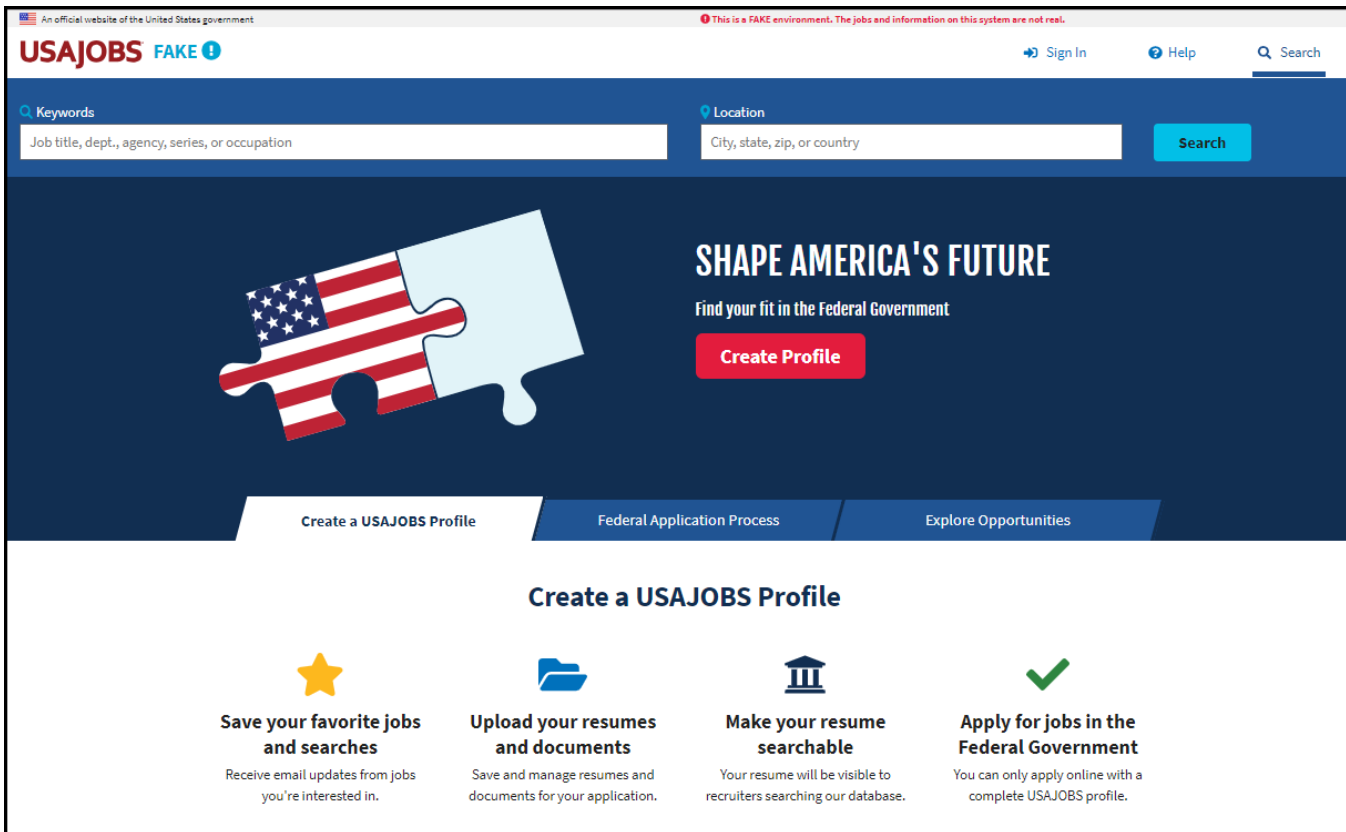 An official website of the United States government
This is a FAKE environment. The jobs and information on this system are not real.
USAJOBS FAKE
Sign In
Help
Search
Keywords
Location
Job title, dept., agency, series, or occupation
City, state, zip, or country
Search
SHAPE AMERICA'S FUTURE
Find your fit in the Federal Government
Create Profile
Create a USAJOBS Profile
Federal Application Process
Explore Opportunities
Create a USAJOBS Profile
Save your favorite jobs
and searches
Receive email updates from jobs
you're interested in.
Upload your resumes
and documents
Save and manage resumes and
documents for your application.
Make your resume
searchable
Your resume will be visible to
recruiters searching our database.
Apply for jobs in the
Federal Government
You can only apply online with a
complete USAJOBS profile.